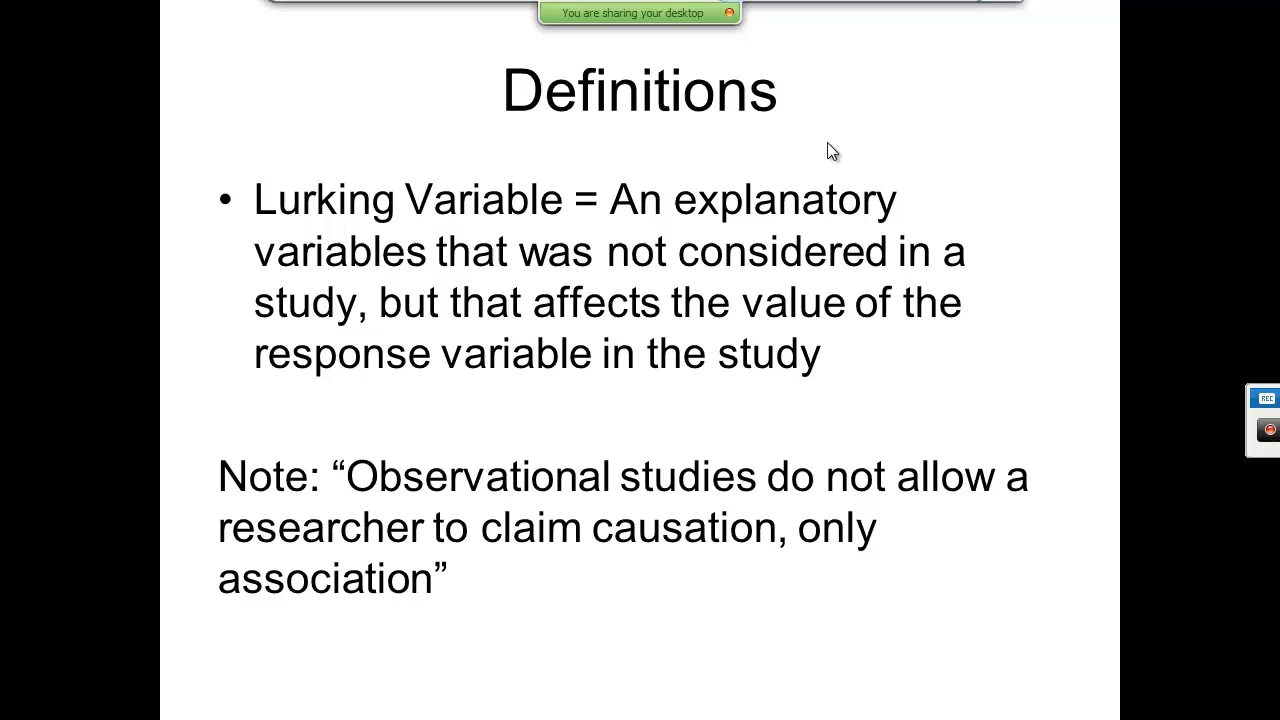 You are sharing your desktop
Definitions
• Lurking Variable = An explanatory
variables that was not considered in a
study, but that affects the value of the
response variable in the study
REC
Note: “Observational studies do not allow a
researcher to claim causation, only
association”